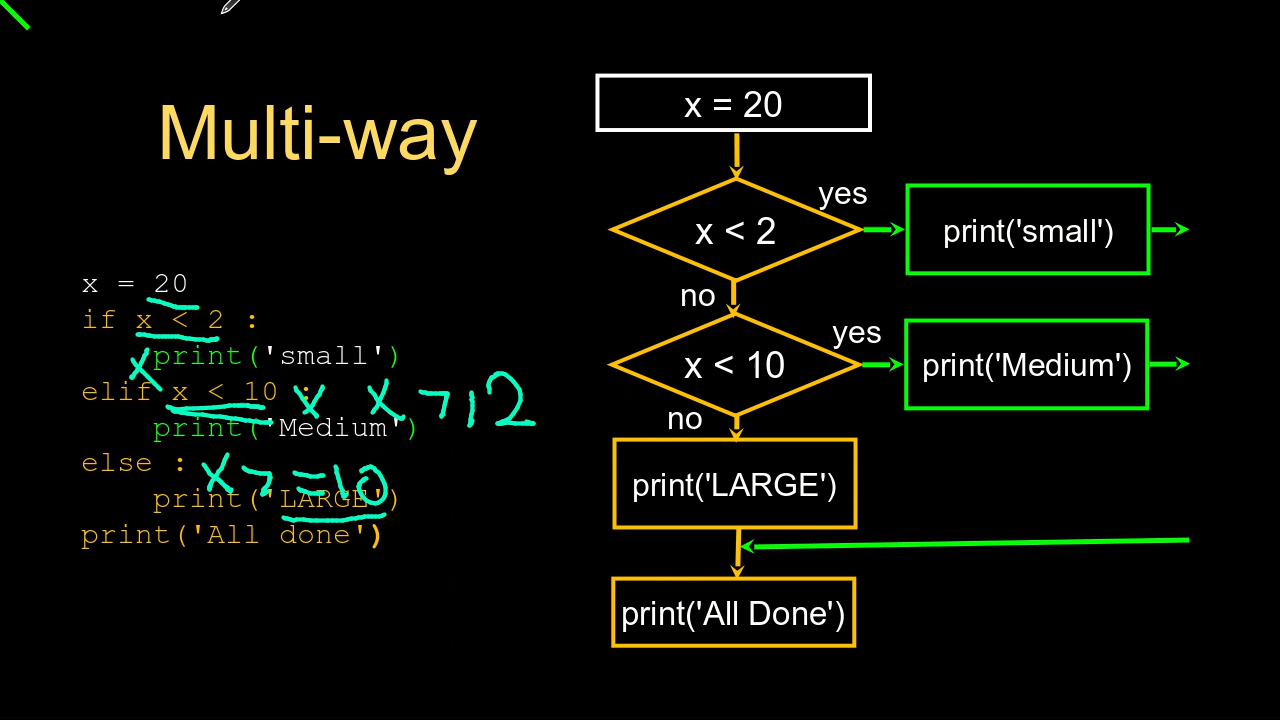 Multi-way
x = 20
if x < 2 :
print('small')
elif x < 10 :
print('Medium')
else :
print('LARGE')
print('All done')
x
x
x >12
x >=10
x = 20
x < 2
yes
print('small')
no
x < 10
yes
print('Medium')
no
print('LARGE')
print('All Done')